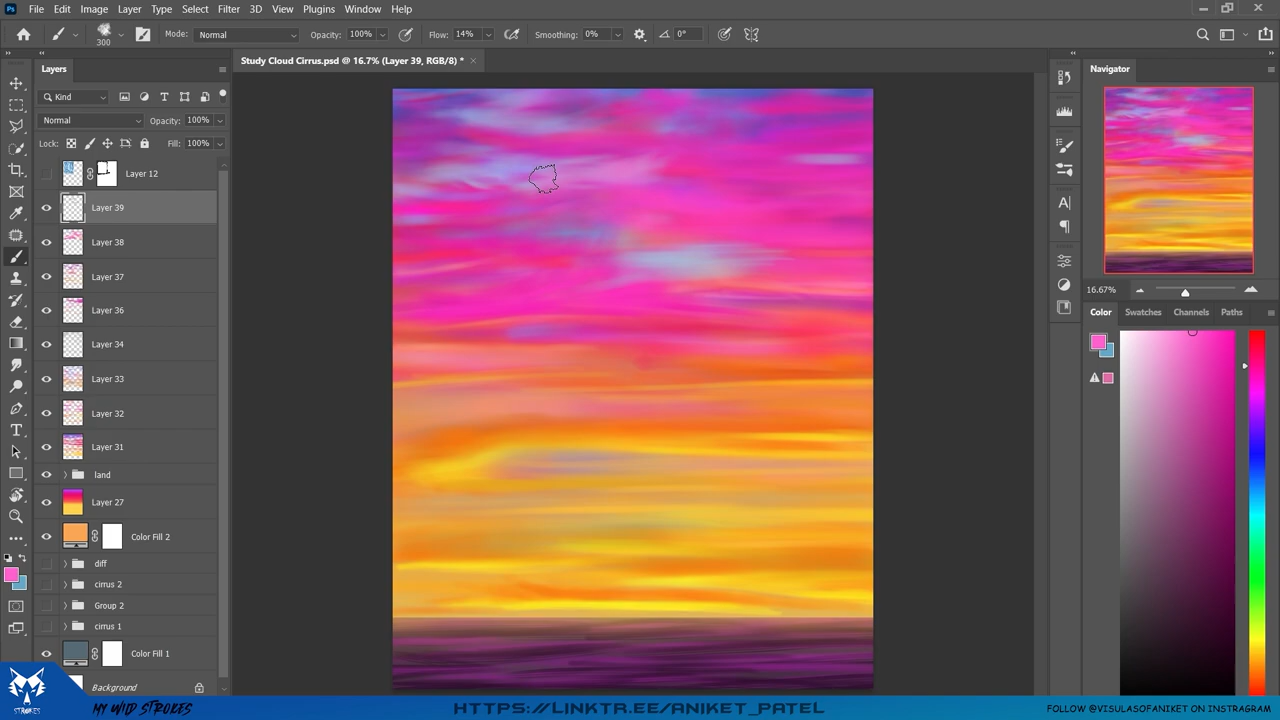 Ps File Edit Image Layer Type Select Filter 3D View Plugins Window Help
300 Mode: Normal Opacity: 100% Flow: 14% Smoothing: 0% 0°
Layers
Study Cloud Cirrus.psd @ 16.7% (Layer 39, RGB/8) *
Navigator
Kind
Normal Opacity: 100%
Lock: Fill: 100%
Layer 12
Layer 39
Layer 38
Layer 37
16.67%
Layer 36
Color Swatches Channels Paths
Layer 34
Layer 33
Layer 32
Layer 31
land
Layer 27
Color Fill 2
diff
cirrus 2
Group 2
cirrus 1
Color Fill 1
Background
STROKES
MY WILD STROKES
HTTPS://LINKTR.EE/ANIKET_PATEL
FOLLOW @VISULASOFANIKET ON INSTAGRAM